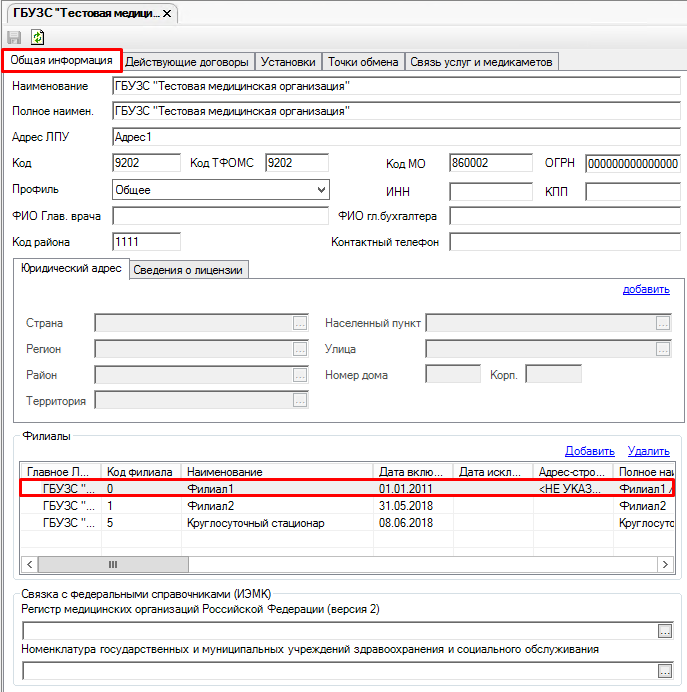 ГБУЗС "Тестовая медици... ✕
Общая информация Действующие договоры Установки Точки обмена Связь услуг и медикаметов
Наименование ГБУЗС "Тестовая медицинская организация"
Полное наимен. ГБУЗС "Тестовая медицинская организация"
Адрес ЛПУ Адрес1
Код 9202 Код ТФОМС 9202 Код МО 860002 ОГРН 000000000000000
Профиль Общее ИНН КПП
ФИО Глав. врача ФИО гл.бухгалтера
Код района 1111 Контактный телефон
Юридический адрес Сведения о лицензии
добавить
Страна ... Населенный пункт ...
Регион ... Улица ...
Район ... Номер дома Корп.
Территория ...
Филиалы
Добавить Удалить
Главное Л... Код филиала Наименование Дата вклю... Дата искл... Адрес-стро... Полное наи
ГБУЗС "... 0 Филиал1 01.01.2011 <НЕ УКАЗ... Филиал1
ГБУЗС "... 1 Филиал2 31.05.2018 Филиал2
ГБУЗС "... 5 Круглосуточный стационар 08.06.2018 Круглосуто
Связка с федеральными справочниками (ИЭМК)
Регистр медицинских организаций Российской Федерации (версия 2)
...
Номенклатура государственных и муниципальных учреждений здравоохранения и социального обслуживания
...